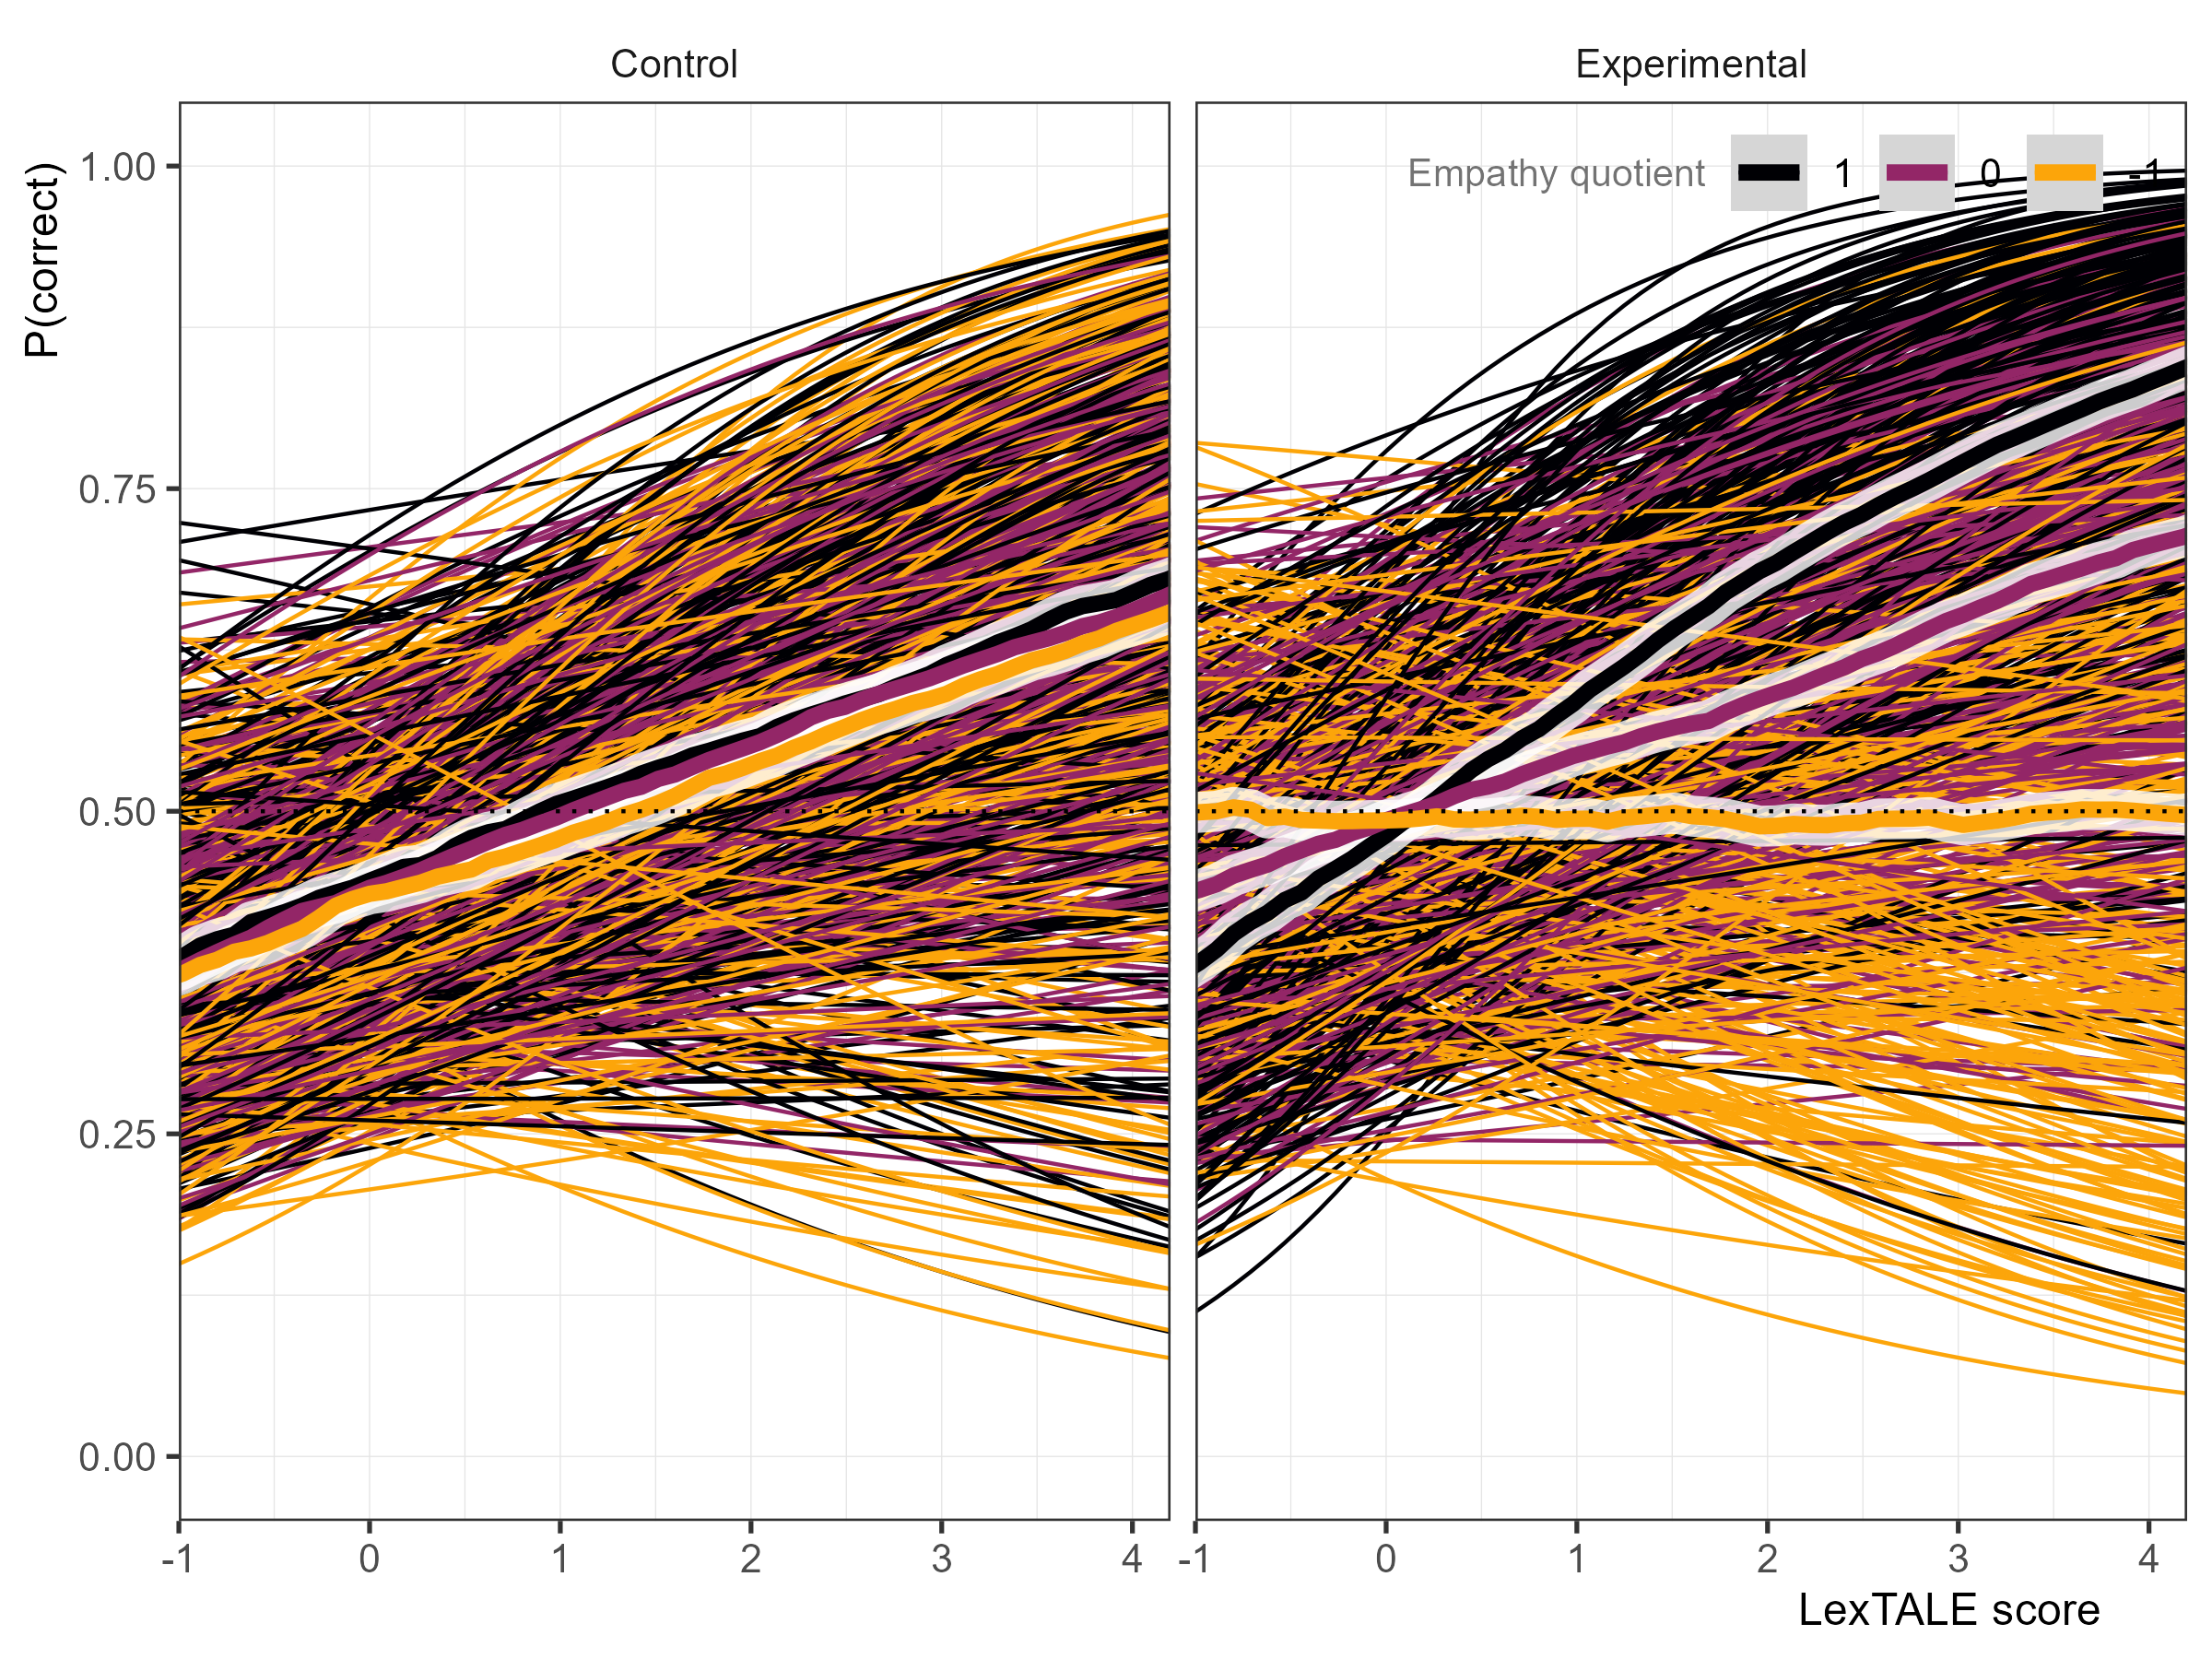 Control
Experimental
Empathy quotient 1 0 -1
P(correct)
1.00
0.75
0.50
0.25
0.00
-1 0 1 2 3 4
-1 0 1 2 3 4
LexTALE score